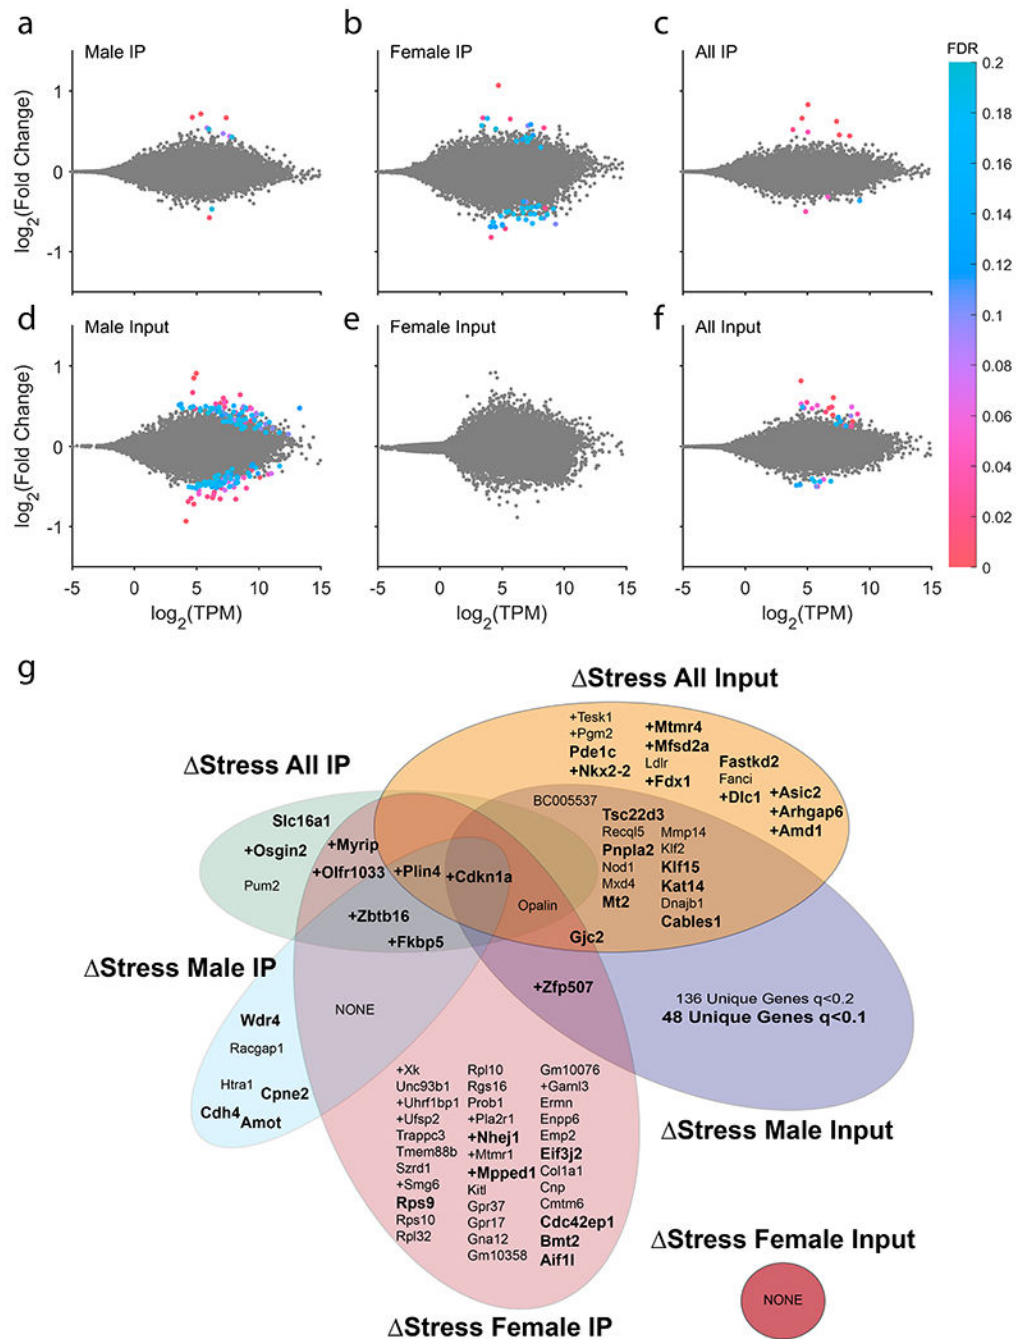 a
Male IP
b
Female IP
c
All IP
FDR
log2(Fold Change)
1
0
-1
0.2
0.18
0.16
0.14
0.12
0.1
0.08
0.06
0.04
0.02
0
d
Male Input
e
Female Input
f
All Input
log2(Fold Change)
1
0
-1
-5 0 5 10 15
-5 0 5 10 15
-5 0 5 10 15
log2(TPM)
log2(TPM)
log2(TPM)
g
ΔStress All Input
+Tesk1
+Pgm2
Pde1c
+Nkx2-2
+Mtmr4
+Mfsd2a
Ldlr
+Fdx1
Fastkd2
Fanci
+Dlc1
+Asic2
+Arhgap6
+Amd1
ΔStress All IP
Slc16a1
+Osgin2
Pum2
+Myrip
+Olfr1033
+Plin4
+Cdkn1a
+Zbtb16
+Fkbp5
BC005537
Tsc22d3
Recql5
Pnpla2
Nod1
Mxd4
Mt2
Mmp14
Klf2
Klf15
Kat14
Dnajb1
Cables1
Opalin
Gjc2
+Zfp507
136 Unique Genes q<0.2
48 Unique Genes q<0.1
ΔStress Male Input
ΔStress Male IP
NONE
Wdr4
Racgap1
Htra1
Cpne2
Cdh4
Amot
+Xk
Unc93b1
+Uhrf1bp1
+Ufsp2
Trappc3
Tmem88b
Szrd1
+Smg6
Rps9
Rps10
Rpl32
Rpl10
Rgs16
Prob1
+Pla2r1
+Nhej1
+Mtmr1
+Mpped1
Kitl
Gpr37
Gpr17
Gna12
Gm10358
Gm10076
+Garnl3
Ermn
Enpp6
Emp2
Eif3j2
Col1a1
Cnp
Cmtm6
Cdc42ep1
Bmt2
Aif1l
ΔStress Female IP
ΔStress Female Input
NONE